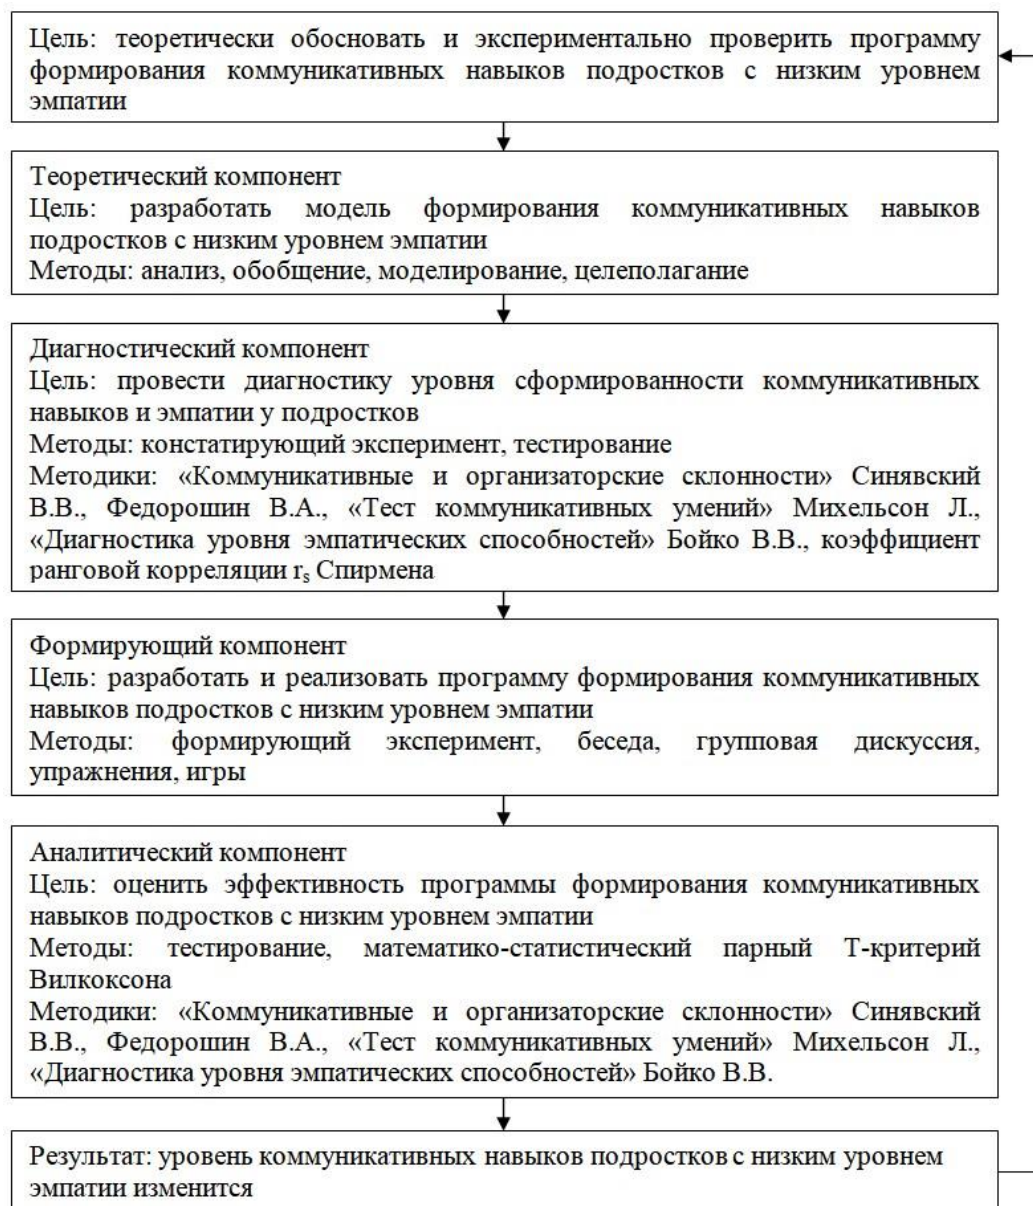 Цель: теоретически обосновать и экспериментально проверить программу
формирования коммуникативных навыков подростков с низким уровнем
эмпатии
Теоретический компонент
Цель: разработать модель формирования коммуникативных навыков
подростков с низким уровнем эмпатии
Методы: анализ, обобщение, моделирование, целеполагание
Диагностический компонент
Цель: провести диагностику уровня сформированности коммуникативных
навыков и эмпатии у подростков
Методы: констатирующий эксперимент, тестирование
Методики: «Коммуникативные и организаторские склонности» Синявский
В.В., Федорошин В.А., «Тест коммуникативных умений» Михельсон Л.,
«Диагностика уровня эмпатических способностей» Бойко В.В., коэффициент
ранговой корреляции rₛ Спирмена
Формирующий компонент
Цель: разработать и реализовать программу формирования коммуникативных
навыков подростков с низким уровнем эмпатии
Методы: формирующий эксперимент, беседа, групповая дискуссия,
упражнения, игры
Аналитический компонент
Цель: оценить эффективность программы формирования коммуникативных
навыков подростков с низким уровнем эмпатии
Методы: тестирование, математико-статистический парный Т-критерий
Вилкоксона
Методики: «Коммуникативные и организаторские склонности» Синявский
В.В., Федорошин В.А., «Тест коммуникативных умений» Михельсон Л.,
«Диагностика уровня эмпатических способностей» Бойко В.В.
Результат: уровень коммуникативных навыков подростков с низким уровнем
эмпатии изменится